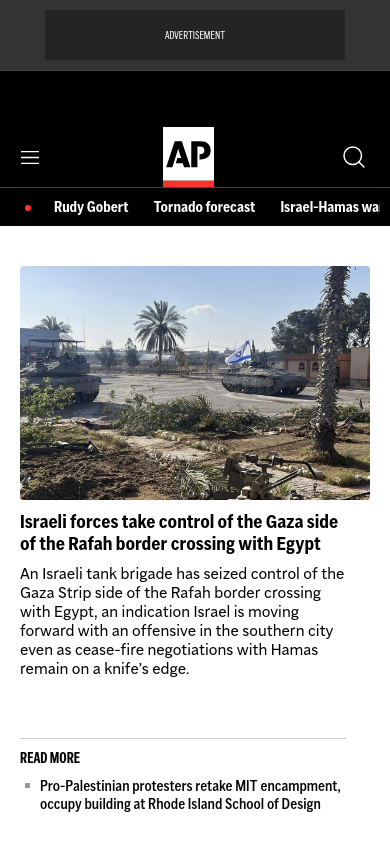 ADVERTISEMENT
AP
Rudy Gobert Tornado forecast Israel-Hamas wa
Israeli forces take control of the Gaza side
of the Rafah border crossing with Egypt
An Israeli tank brigade has seized control of the
Gaza Strip side of the Rafah border crossing
with Egypt, an indication Israel is moving
forward with an offensive in the southern city
even as cease-fire negotiations with Hamas
remain on a knife's edge.
READ MORE
Pro-Palestinian protesters retake MIT encampment,
occupy building at Rhode Island School of Design